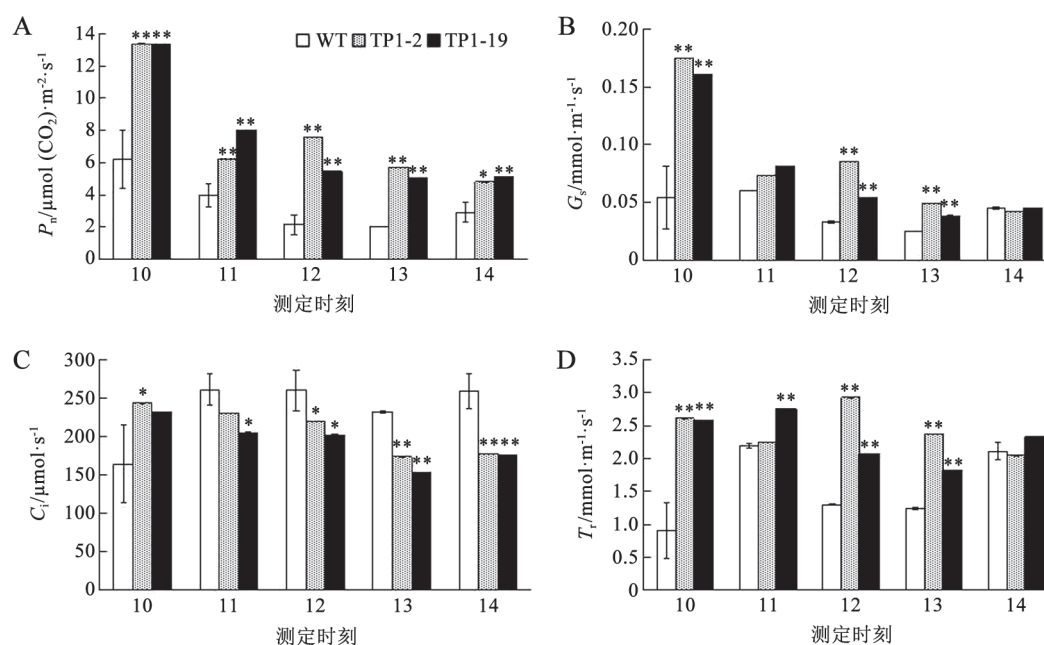 A
Pn/μmol (CO2)·m-2·s-1
14
12
10
8
6
4
2
0
WT TP1-2 TP1-19
**** ** ** ** ** ** ** * **
10 11 12 13 14
测定时刻
B
Gs/mmol·m-1·s-1
0.20
0.15
0.10
0.05
0
** ** ** ** ** **
10 11 12 13 14
测定时刻
C
Ci/μmol·s-1
300
250
200
150
100
50
0
* * * * ** ** ****
10 11 12 13 14
测定时刻
D
Tr/mmol·m-1·s-1
3.5
3.0
2.5
2.0
1.5
1.0
0.5
0
** ** ** ** ** ** **
10 11 12 13 14
测定时刻